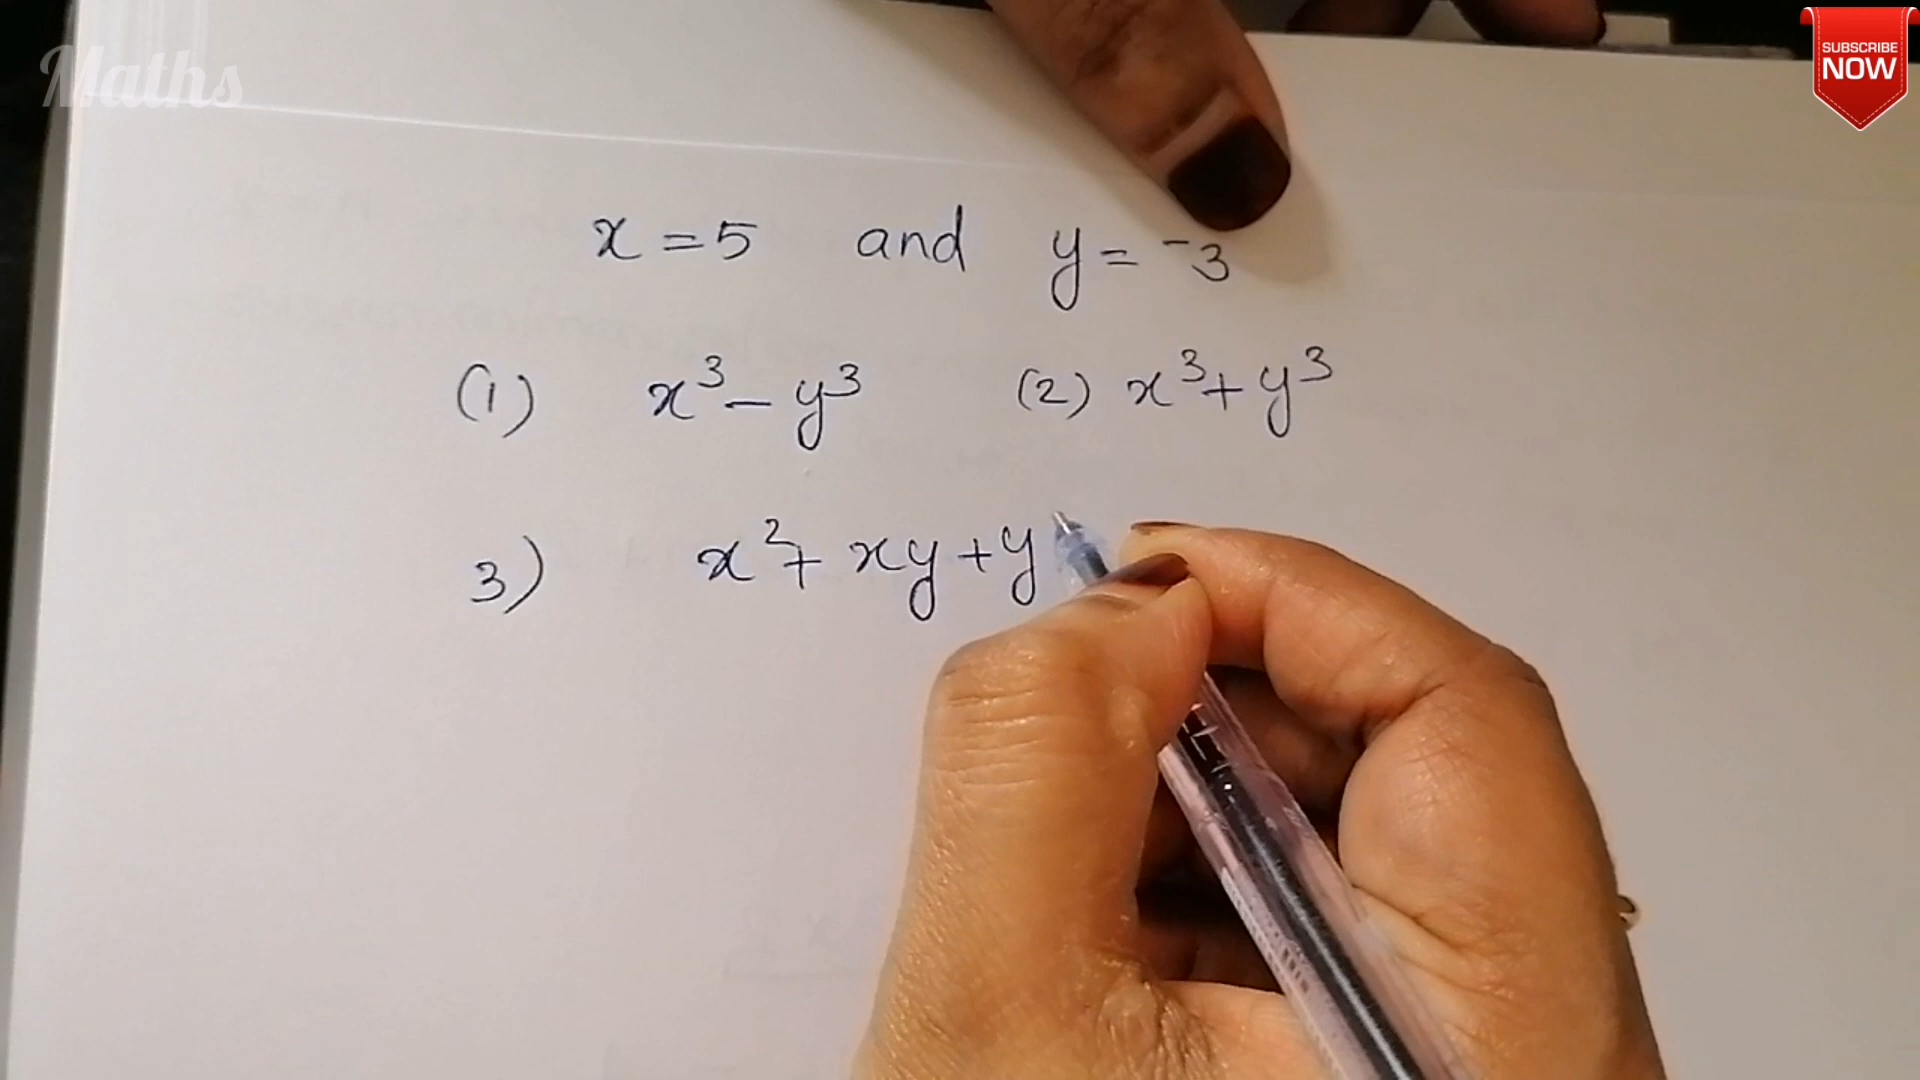 Maths
SUBSCRIBE
NOW
x = 5 and y = -3
(1) x³ - y³ (2) x³ + y³
3) x² + xy + y